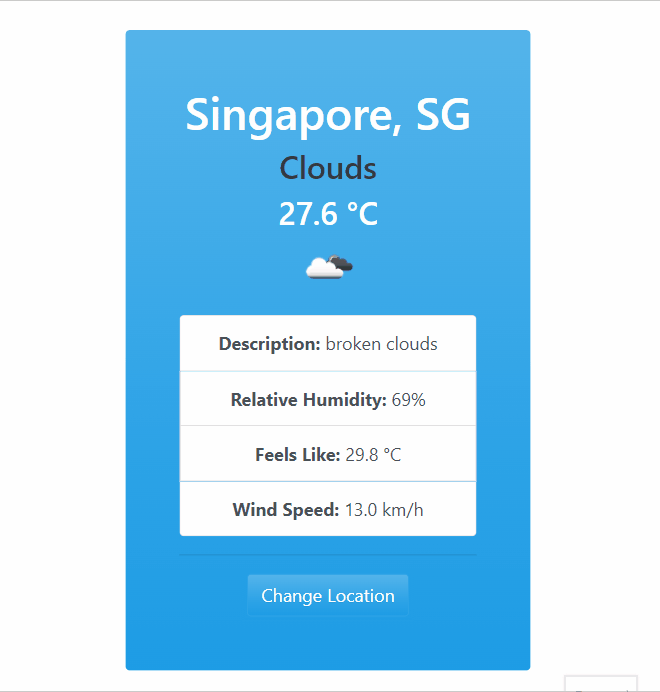 Singapore, SG
Clouds
27.6 °C
Description: broken clouds
Relative Humidity: 69%
Feels Like: 29.8 °C
Wind Speed: 13.0 km/h
Change Location